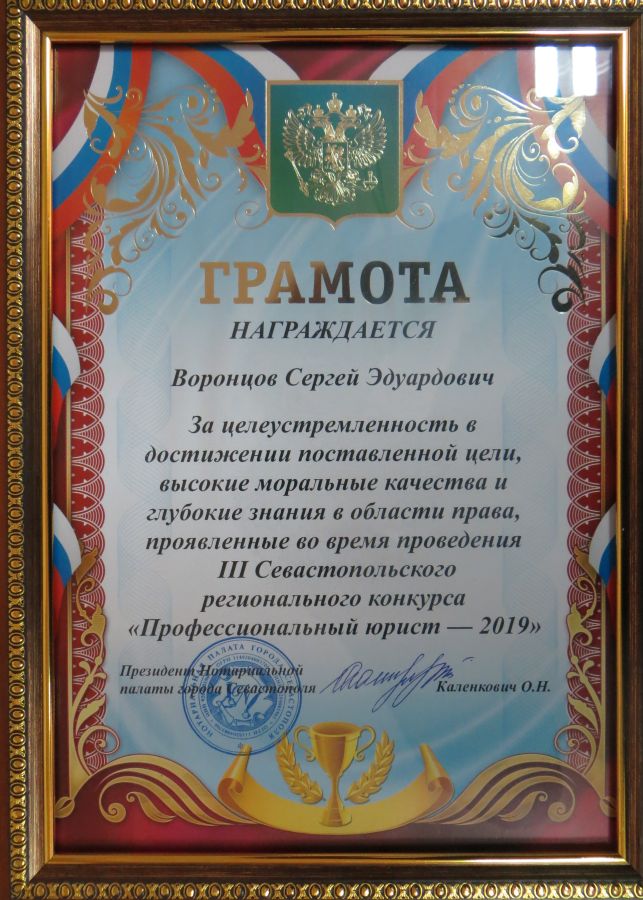 ГРАМОТА
НАГРАЖДАЕТСЯ
Воронцов Сергей Эдуардович
За целеустремленность в
достижении поставленной цели,
высокие моральные качества и
глубокие знания в области права,
проявленные во время проведения
III Севастопольского
регионального конкурса
«Профессиональный юрист — 2019»
Президент Нотариальной
палаты города Севастополя
Каленкович О.Н.